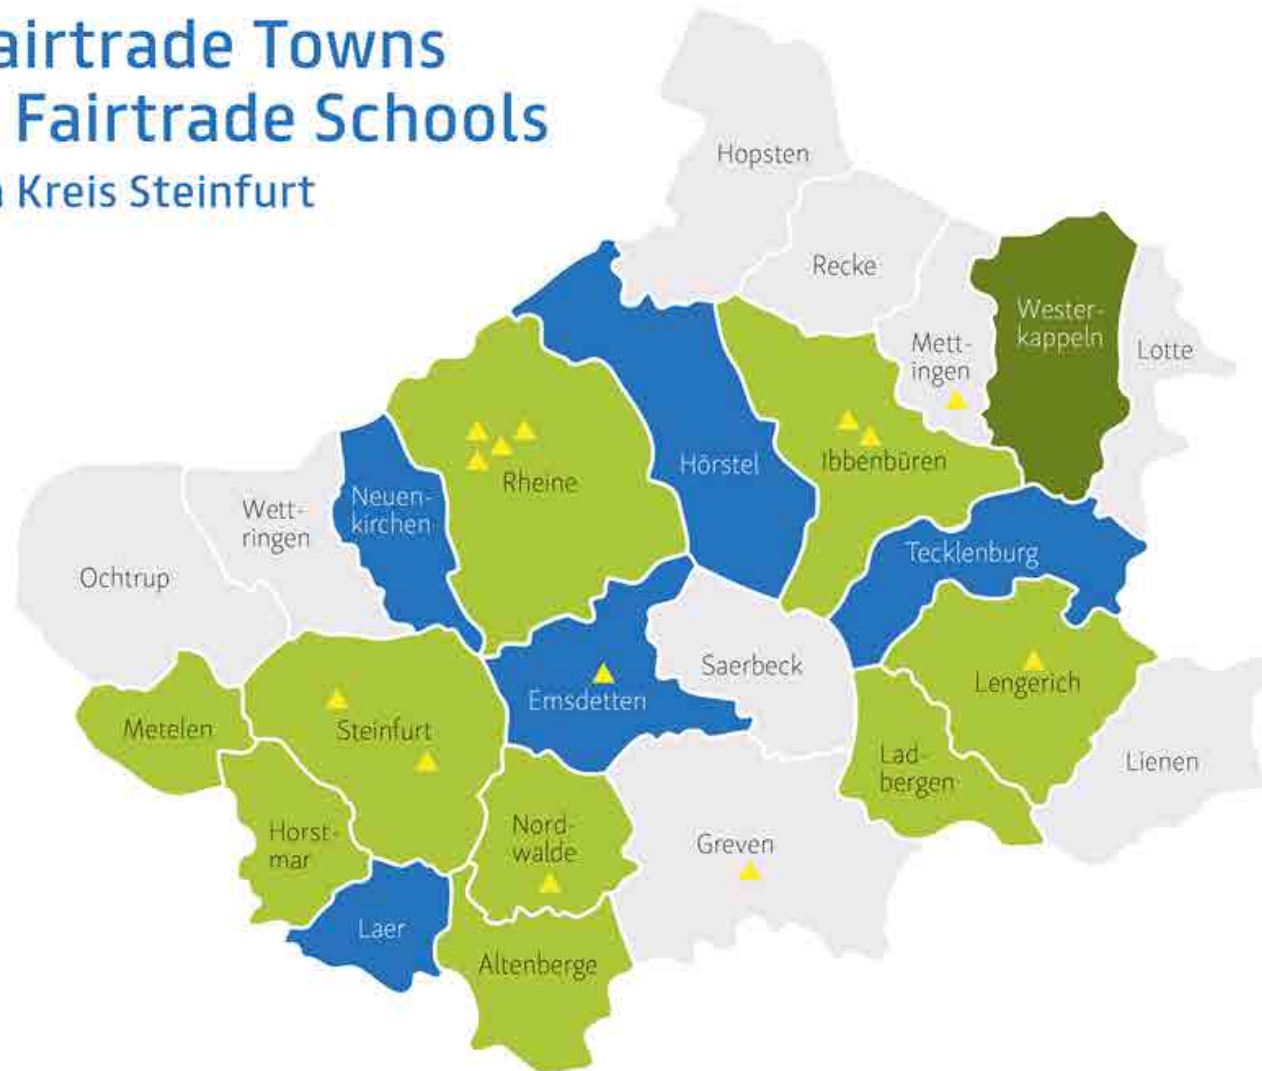 airtrade Towns
Fairtrade Schools
Kreis Steinfurt
Hopsten
Recke
Wester-
kappeln
Mett-
ingen
Lotte
Hörstel
Ibbenbüren
Rheine
Neuen-
kirchen
Wett-
ringen
Ochtrup
Tecklenburg
Saerbeck
Lengerich
Emsdetten
Metelen
Steinfurt
Lad-
bergen
Lienen
Horst-
mar
Nord-
walde
Greven
Laer
Altenberge